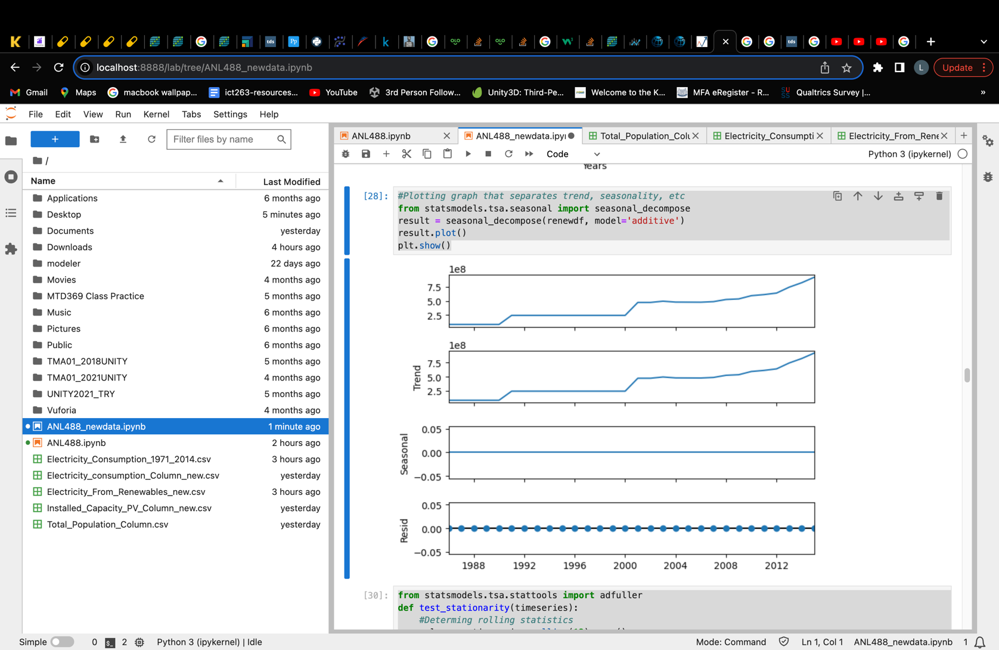 localhost:8888/lab/tree/ANL488_newdata.ipynb
L
Update
Gmail
Maps
macbook wallpap...
ict263-resources...
YouTube
3rd Person Follow...
Unity3D: Third-Pe...
Welcome to the K...
MFA eRegister - R...
Qualtrics Survey |...
»
File Edit View Run Kernel Tabs Settings Help
Filter files by name
/
Name Last Modified
Applications 6 months ago
Desktop 5 minutes ago
Documents yesterday
Downloads 4 hours ago
modeler 22 days ago
Movies 4 months ago
MTD369 Class Practice 5 months ago
Music 6 months ago
Pictures 6 months ago
Public 6 months ago
TMA01_2018UNITY 5 months ago
TMA01_2021UNITY 4 months ago
UNITY2021_TRY 5 months ago
Vuforia 4 months ago
ANL488_newdata.ipynb 1 minute ago
ANL488.ipynb 2 hours ago
Electricity_Consumption_1971_2014.csv 3 hours ago
Electricity_consumption_Column_new.csv yesterday
Electricity_From_Renewables_new.csv 3 hours ago
Installed_Capacity_PV_Column_new.csv yesterday
Total_Population_Column.csv yesterday
ANL488.ipynb
ANL488_newdata.ipyı
Total_Population_Colu
Electricity_Consumpti
Electricity_From_Rene
Code
Python 3 (ipykernel)
Years
[28]:
#Plotting graph that separates trend, seasonality, etc
from statsmodels.tsa.seasonal import seasonal_decompose
result = seasonal_decompose(renewdf, model='additive')
result.plot()
plt.show()
1e8
7.5
5.0
2.5
1e8
Trend
7.5
5.0
2.5
Seasonal
0.05
0.00
−0.05
Resid
0.05
0.00
−0.05
1988 1992 1996 2000 2004 2008 2012
[30]:
from statsmodels.tsa.stattools import adfuller
def test_stationarity(timeseries):
#Determing rolling statistics
Simple
0
2
Python 3 (ipykernel) | Idle
Mode: Command
Ln 1, Col 1
ANL488_newdata.ipynb
1